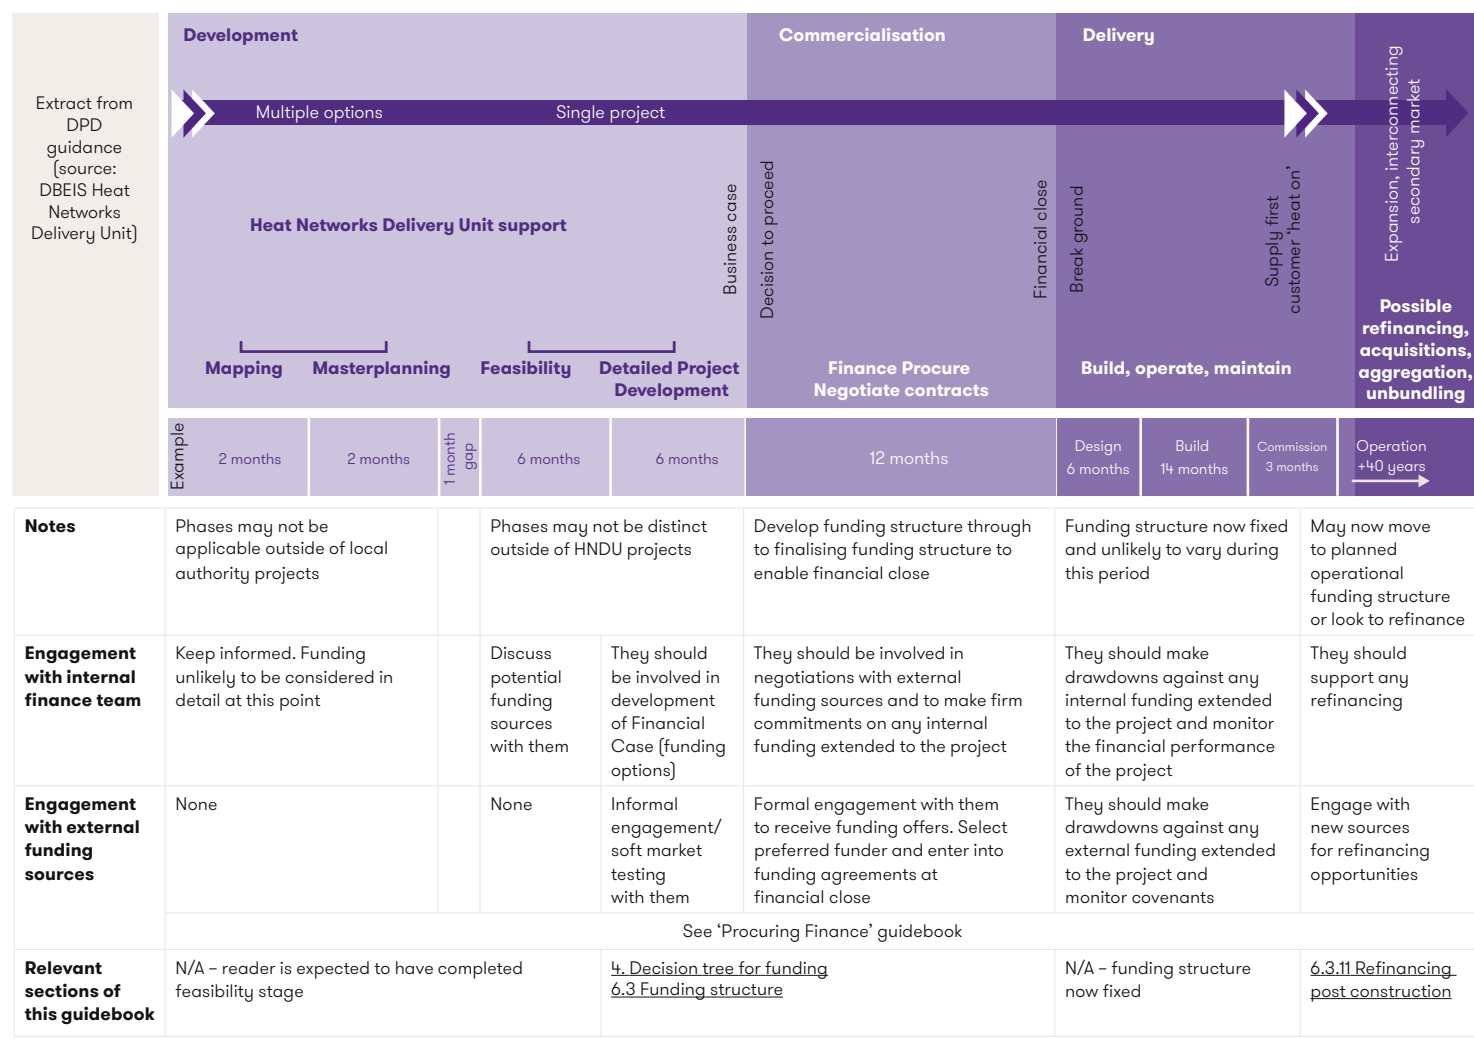 Extract from
DPD
guidance
(source:
DBEIS Heat
Networks
Delivery Unit)
Development
Commercialisation
Delivery
Multiple options
Single project
Heat Networks Delivery Unit support
Business case
Decision to proceed
Financial close
Break ground
Supply first
customer ‘heat on’
Expansion, interconnecting
secondary market
Mapping
Masterplanning
Feasibility
Detailed Project
Development
Finance Procure
Negotiate contracts
Build, operate, maintain
Possible
refinancing,
acquisitions,
aggregation,
unbundling
Example
2 months
2 months
1 month
gap
6 months
6 months
12 months
Design
6 months
Build
14 months
Commission
3 months
Operation
+40 years
Notes
Phases may not be
applicable outside of local
authority projects
Phases may not be distinct
outside of HNDU projects
Develop funding structure through
to finalising funding structure to
enable financial close
Funding structure now fixed
and unlikely to vary during
this period
May now move
to planned
operational
funding structure
or look to refinance
Engagement
with internal
finance team
Keep informed. Funding
unlikely to be considered in
detail at this point
Discuss
potential
funding
sources
with them
They should
be involved in
development
of Financial
Case (funding
options)
They should be involved in
negotiations with external
funding sources and to make firm
commitments on any internal
funding extended to the project
They should make
drawdowns against any
internal funding extended
to the project and monitor
the financial performance
of the project
They should
support any
refinancing
Engagement
with external
funding
sources
None
None
Informal
engagement/
soft market
testing
with them
Formal engagement with them
to receive funding offers. Select
preferred funder and enter into
funding agreements at
financial close
They should make
drawdowns against any
external funding extended
to the project and
monitor covenants
Engage with
new sources
for refinancing
opportunities
See ‘Procuring Finance’ guidebook
Relevant
sections of
this guidebook
N/A – reader is expected to have completed
feasibility stage
4. Decision tree for funding
6.3 Funding structure
N/A – funding structure
now fixed
6.3.11 Refinancing
post construction